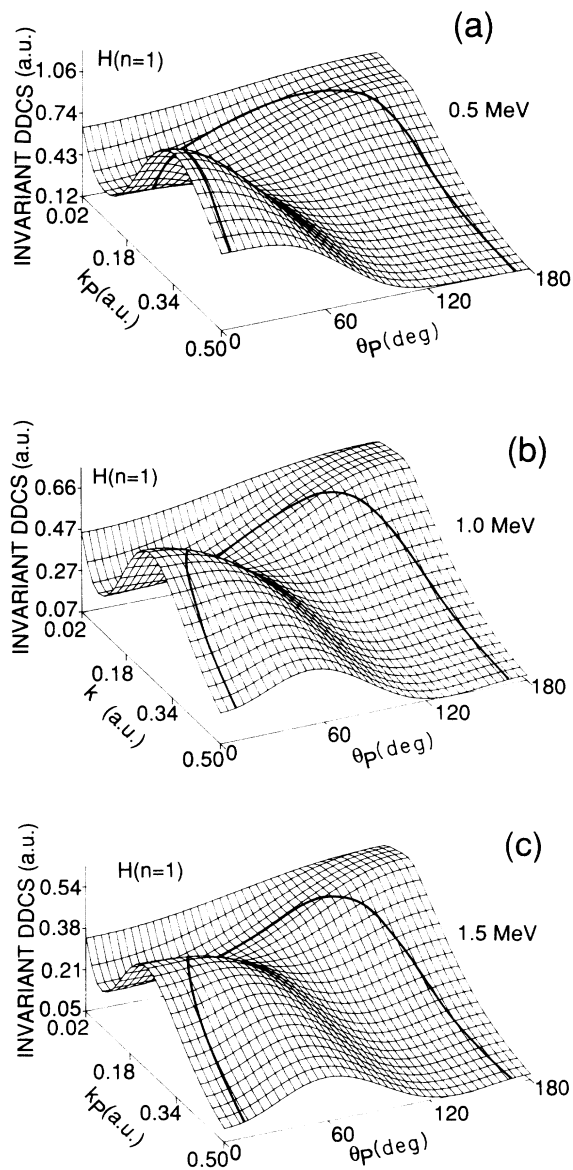 (a)
H(n=1)
INVARIANT DDCS (a.u.)
1.06
0.74
0.43
0.12
0.02
0.18
0.34
0.50
kP(a.u.)
0.5 MeV
0
60
120
180
θP(deg)
(b)
H(n=1)
INVARIANT DDCS (a.u.)
0.66
0.47
0.27
0.07
0.02
0.18
0.34
0.50
k (a.u.)
1.0 MeV
0
60
120
180
θP(deg)
(c)
H(n=1)
INVARIANT DDCS (a.u.)
0.54
0.38
0.21
0.05
0.02
0.18
0.34
0.50
kP(a.u.)
1.5 MeV
0
60
120
180
θP(deg)